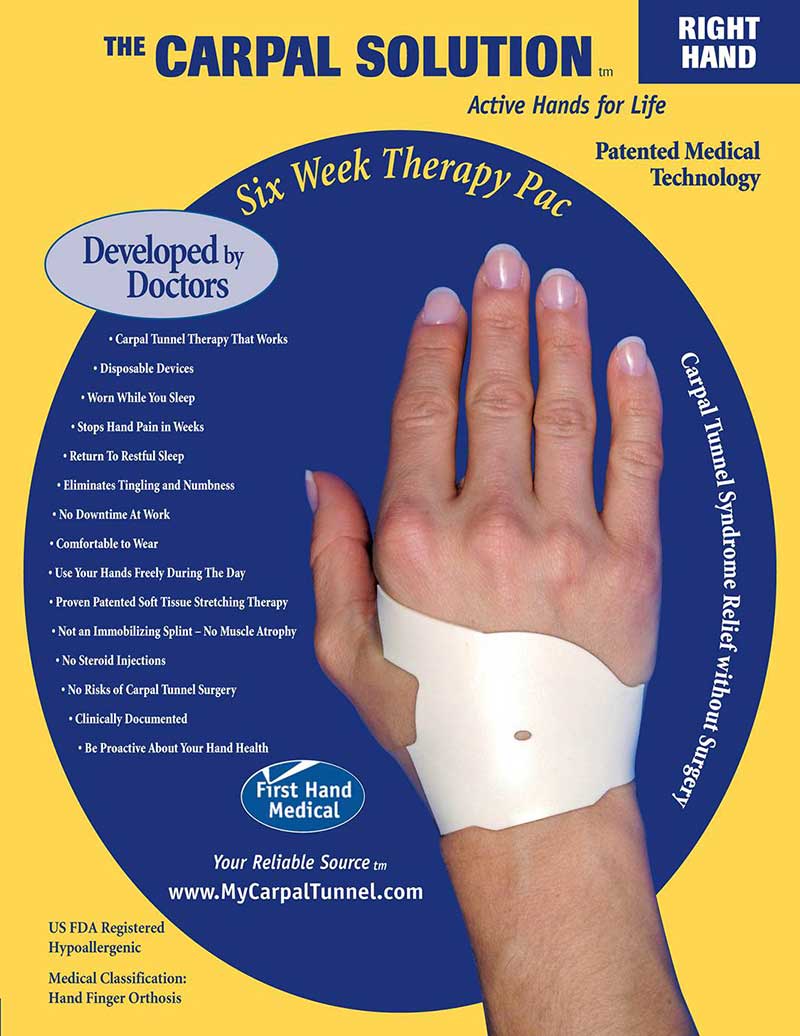 THE CARPAL SOLUTION tm
RIGHT
HAND
Active Hands for Life
Patented Medical
Technology
Six Week Therapy Pac
Developed by
Doctors
• Carpal Tunnel Therapy That Works
• Disposable Devices
• Worn While You Sleep
• Stops Hand Pain in Weeks
• Return To Restful Sleep
• Eliminates Tingling and Numbness
• No Downtime At Work
• Comfortable to Wear
• Use Your Hands Freely During The Day
• Proven Patented Soft Tissue Stretching Therapy
• Not an Immobilizing Splint – No Muscle Atrophy
• No Steroid Injections
• No Risks of Carpal Tunnel Surgery
• Clinically Documented
• Be Proactive About Your Hand Health
Carpal Tunnel Syndrome Relief without Surgery
First Hand
Medical
Your Reliable Source tm
www.MyCarpalTunnel.com
US FDA Registered
Hypoallergenic
Medical Classification:
Hand Finger Orthosis